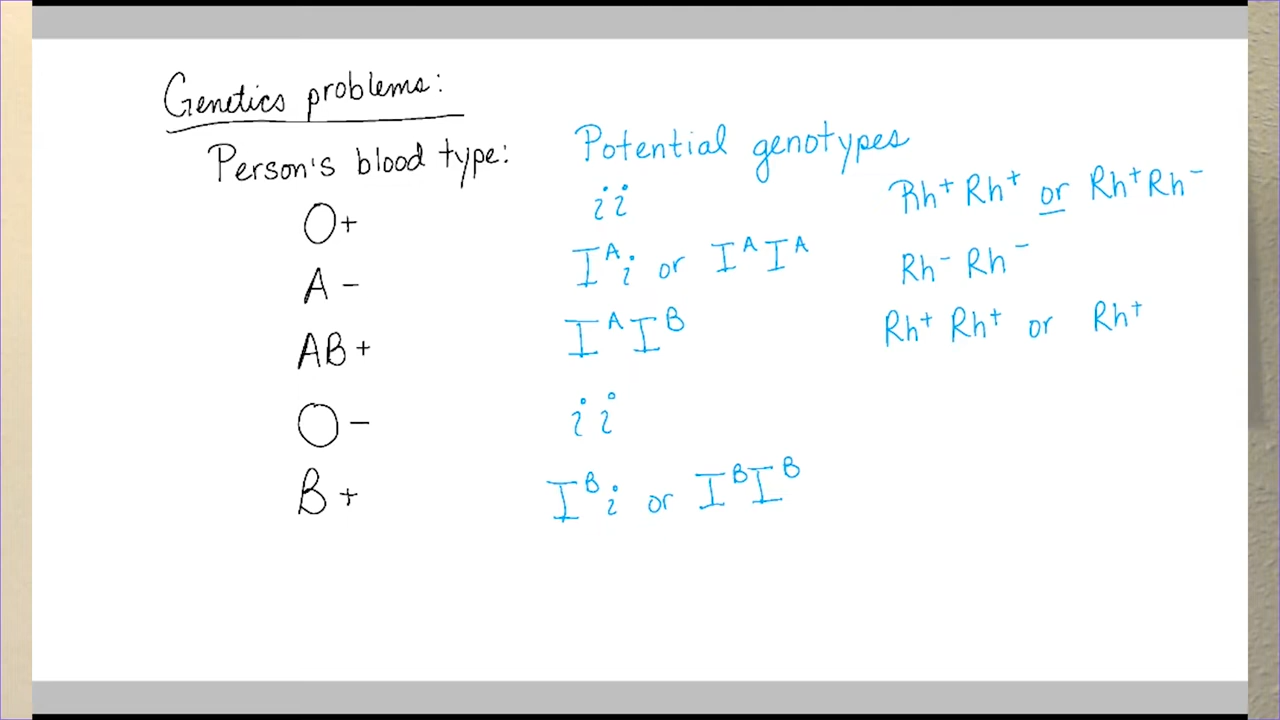 Genetics problems:
Person's blood type: Potential genotypes
O+ ii Rh⁺ Rh⁺ or Rh⁺ Rh⁻
A - Iᴬi or IᴬIᴬ Rh⁻ Rh⁻
AB + IᴬIᴮ Rh⁺ Rh⁺ or Rh⁺
O - ii
B + Iᴮi or IᴮIᴮ